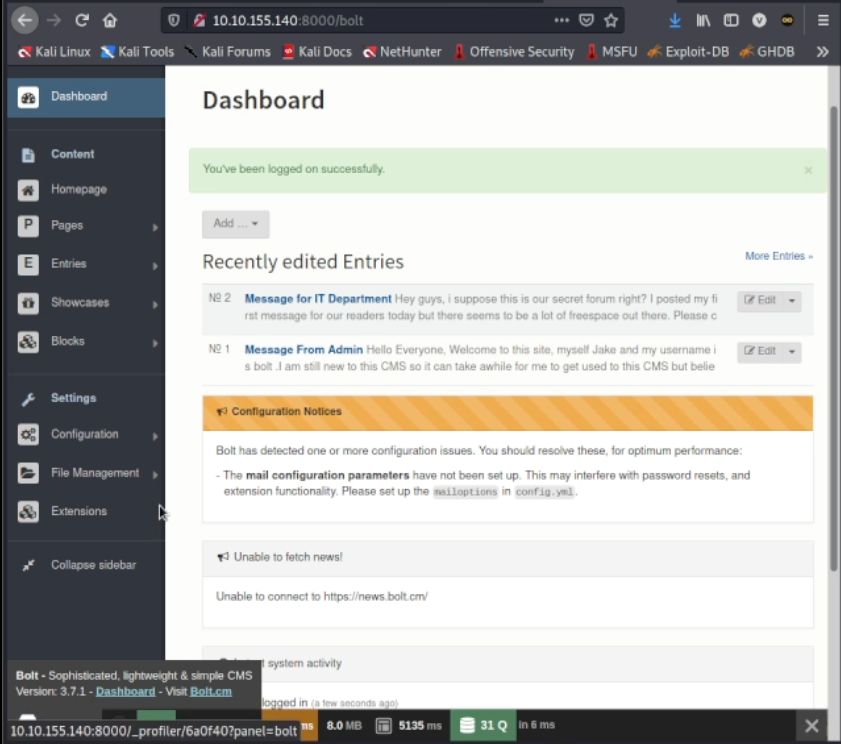 10.10.155.140:8000/bolt
Kali Linux Kali Tools Kali Forums Kali Docs NetHunter Offensive Security MSFU Exploit-DB GHDB
Dashboard
Content
Homepage
P Pages
E Entries
Showcases
Blocks
Settings
Configuration
File Management
Extensions
Collapse sidebar
Dashboard
You've been logged on successfully.
Add ...
Recently edited Entries
More Entries »
№ 2 Message for IT Department Hey guys, i suppose this is our secret forum right? I posted my fi
rst message for our readers today but there seems to be a lot of freespace out there. Please c
Edit
№ 1 Message From Admin Hello Everyone, Welcome to this site, myself Jake and my username i
s bolt .I am still new to this CMS so it can take awhile for me to get used to this CMS but belie
Edit
Configuration Notices
Bolt has detected one or more configuration issues. You should resolve these, for optimum performance:
- The mail configuration parameters have not been set up. This may interfere with password resets, and
extension functionality. Please set up the mailoptions in config.yml.
Unable to fetch news!
Unable to connect to https://news.bolt.cm/
system activity
logged in (a few seconds ago)
Bolt - Sophisticated, lightweight & simple CMS
Version: 3.7.1 - Dashboard - Visit Bolt.cm
ms 8.0 MB 5135 ms 31 Q in 6 ms
10.10.155.140:8000/_profiler/6a0f40?panel=bolt